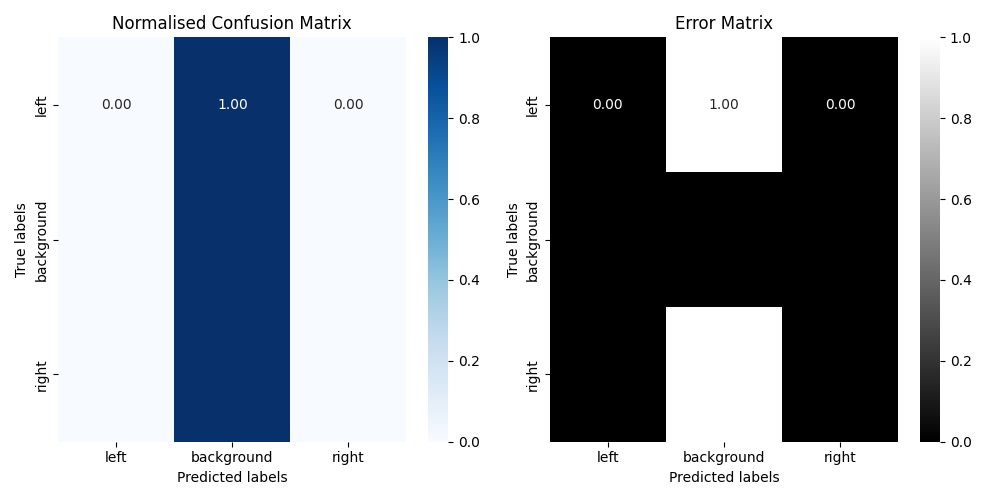 Normalised Confusion Matrix
True labels
left
background
right
0.00 1.00 0.00
left background right
Predicted labels
1.0
0.8
0.6
0.4
0.2
0.0
Error Matrix
True labels
left
background
right
0.00 1.00 0.00
left background right
Predicted labels
1.0
0.8
0.6
0.4
0.2
0.0